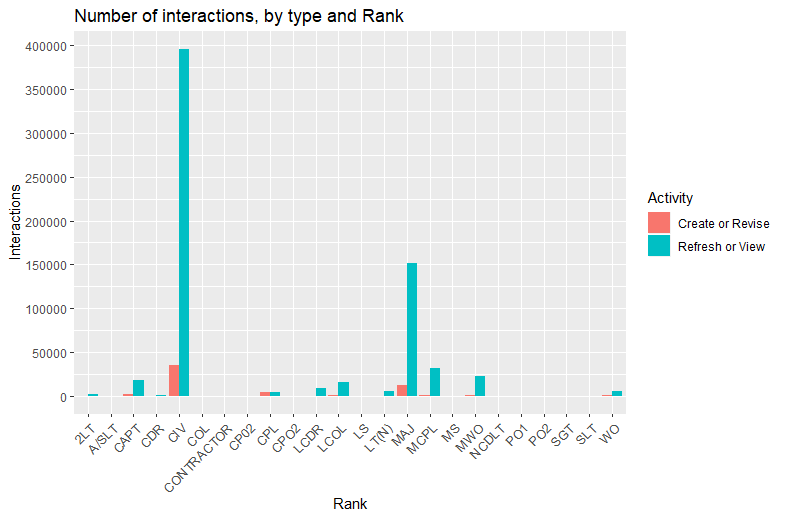 Number of interactions, by type and Rank
Interactions
400000
350000
300000
250000
200000
150000
100000
50000
0
2LT
A/SLT
CAPT
CDR
CIV
COL
CONTRACTOR
CP02
CPL
CPO2
LCDR
LCOL
LS
LT(N)
MAJ
MCPL
MS
MWO
NCDLT
PO1
PO2
SGT
SLT
WO
Rank
Activity
Create or Revise
Refresh or View